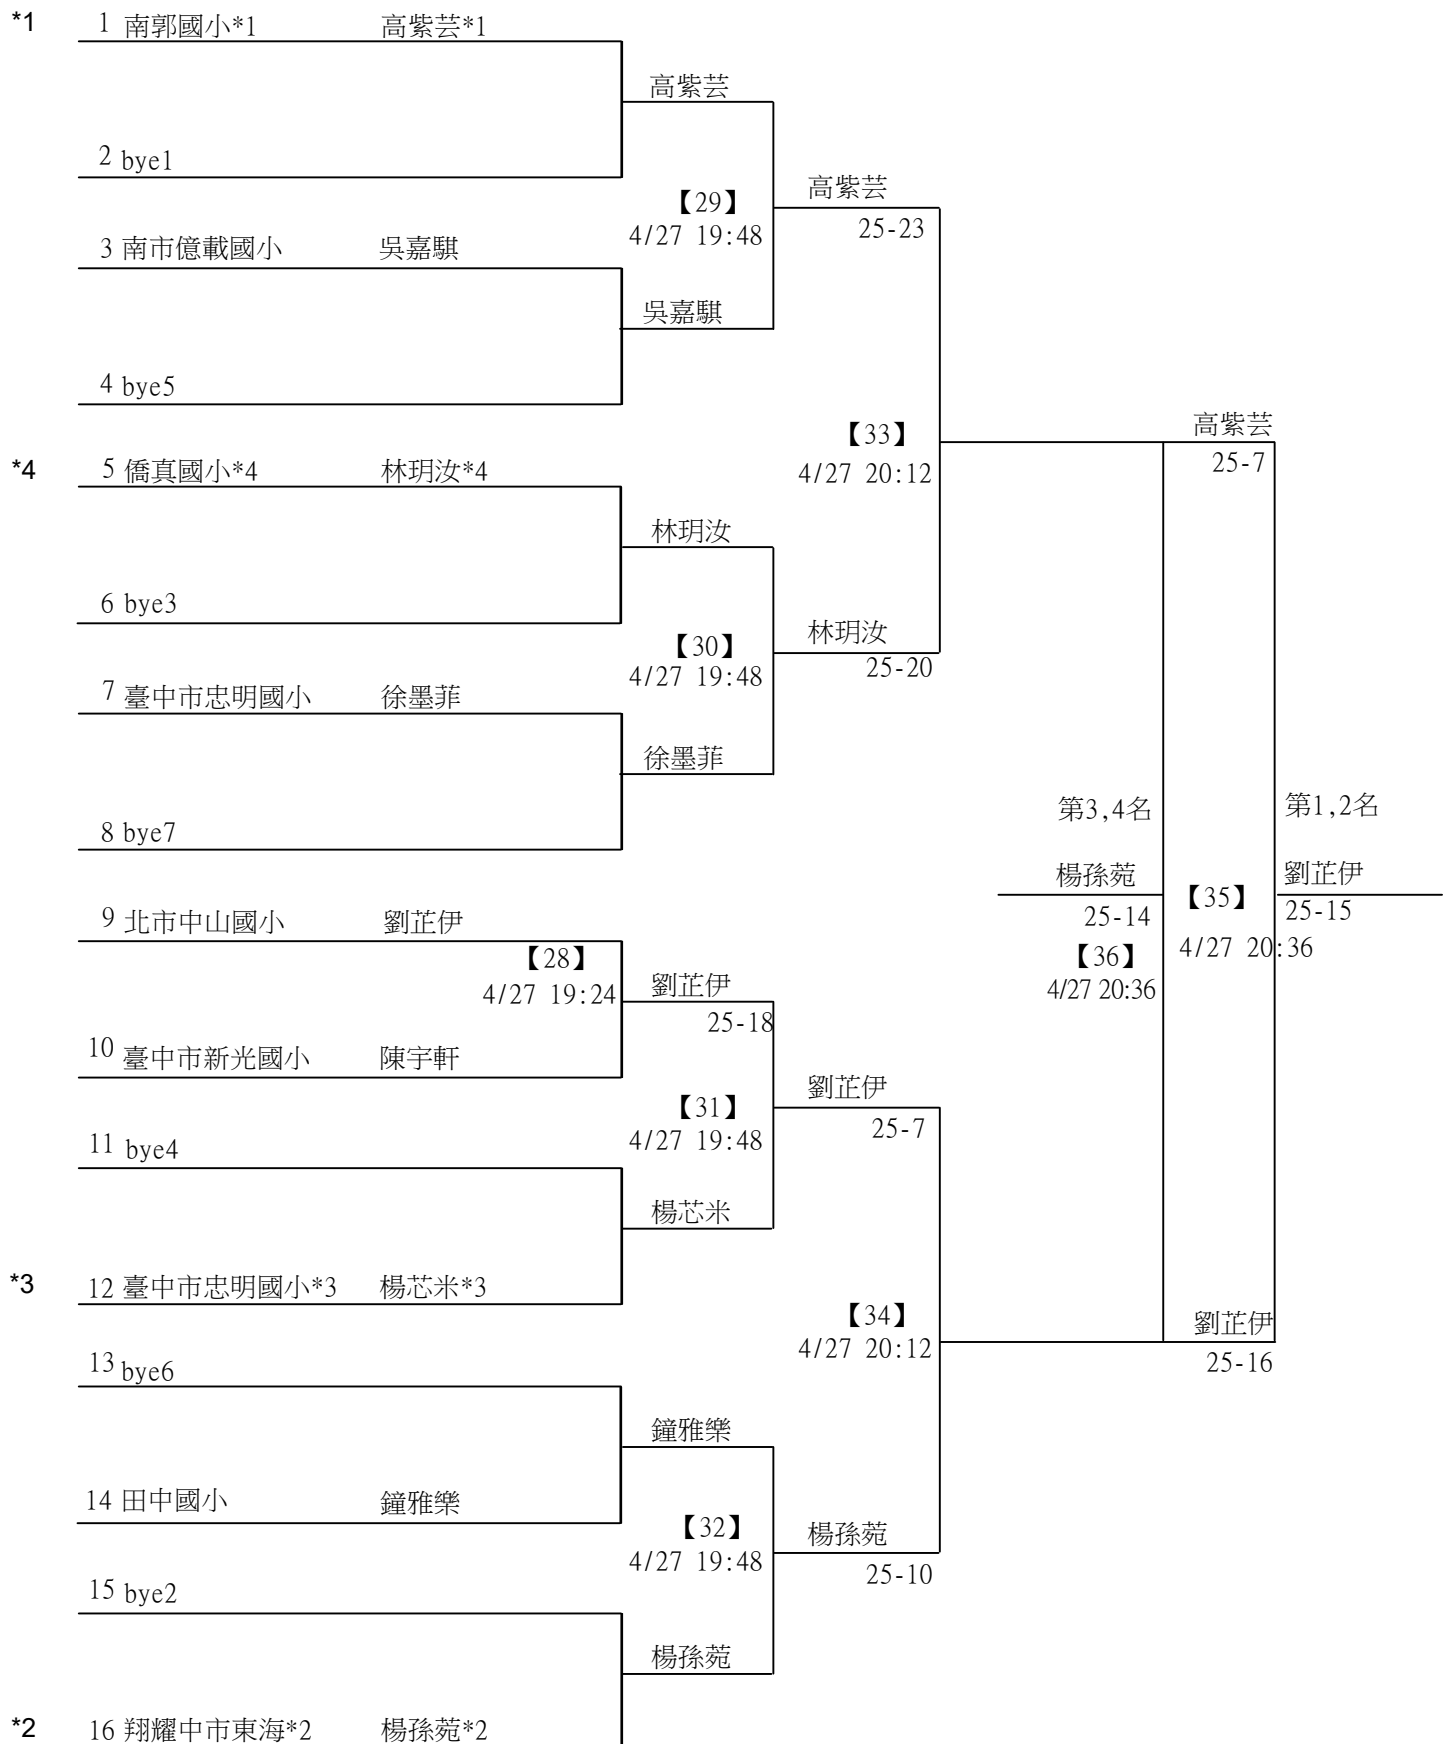 *1 1 南郭國小*1 高紫芸*1
高紫芸
2 bye1
高紫芸
【29】
25-23
4/27 19:48
3 南市億載國小 吳嘉騏
吳嘉騏
4 bye5
高紫芸
【33】
25-7
*4 5 僑真國小*4 林玥汝*4
4/27 20:12
林玥汝
6 bye3
林玥汝
【30】
25-20
4/27 19:48
7 臺中市忠明國小 徐墨菲
徐墨菲
第3,4名 第1,2名
8 bye7
楊孫菀 劉芷伊
【35】
25-14 25-15
9 北市中山國小 劉芷伊
【28】
【36】 4/27 20:36
劉芷伊
4/27 19:24
4/27 20:36
25-18
10 臺中市新光國小 陳宇軒
劉芷伊
【31】
25-7
11 bye4
4/27 19:48
楊芯米
*3 12 臺中市忠明國小*3 楊芯米*3
【34】
劉芷伊
4/27 20:12
25-16
13 bye6
鐘雅樂
14 田中國小 鐘雅樂
【32】
楊孫菀
4/27 19:48
25-10
15 bye2
楊孫菀
*2 16 翔耀中市東海*2 楊孫菀*2